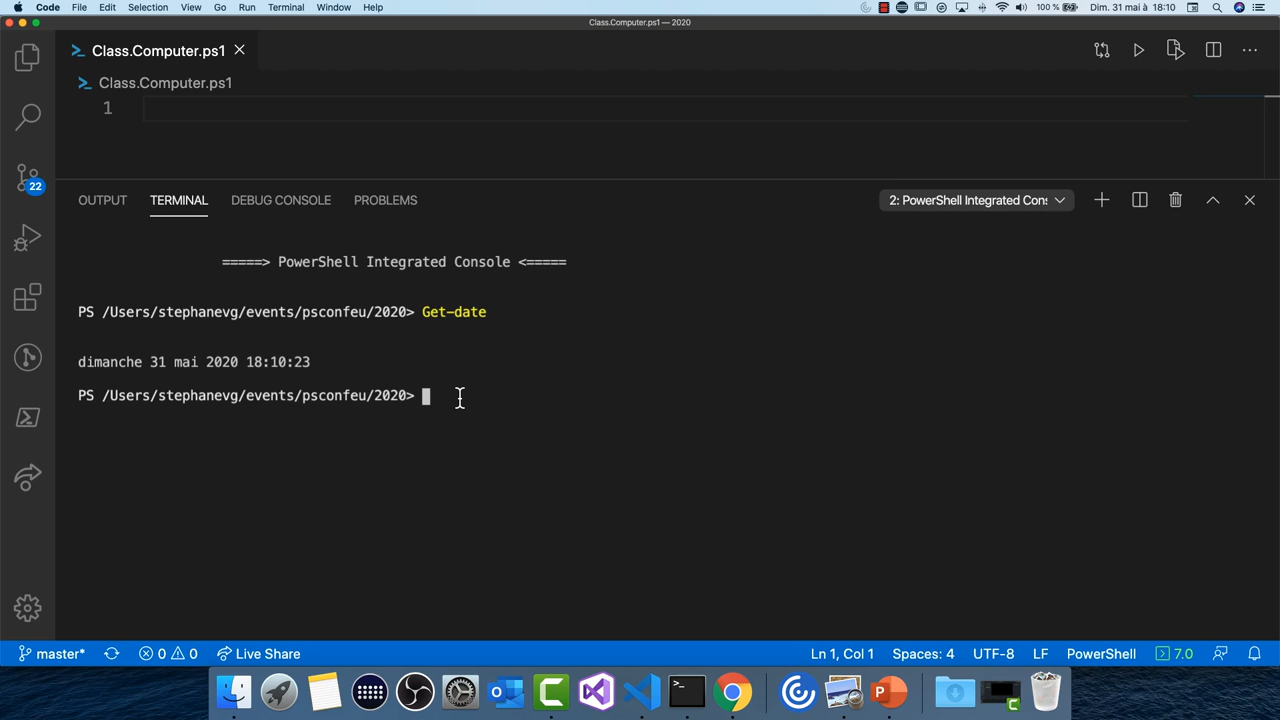 Code File Edit Selection View Go Run Terminal Window Help 100 % Dim. 31 mai à 18:10
Class.Computer.ps1 — 2020
Class.Computer.ps1
Class.Computer.ps1
1
22
OUTPUT TERMINAL DEBUG CONSOLE PROBLEMS 2: PowerShell Integrated Cons
=====> PowerShell Integrated Console <=====
PS /Users/stephanevg/events/psconfeu/2020> Get-date
dimanche 31 mai 2020 18:10:23
PS /Users/stephanevg/events/psconfeu/2020>
master* 0 0 Live Share Ln 1, Col 1 Spaces: 4 UTF-8 LF PowerShell 7.0